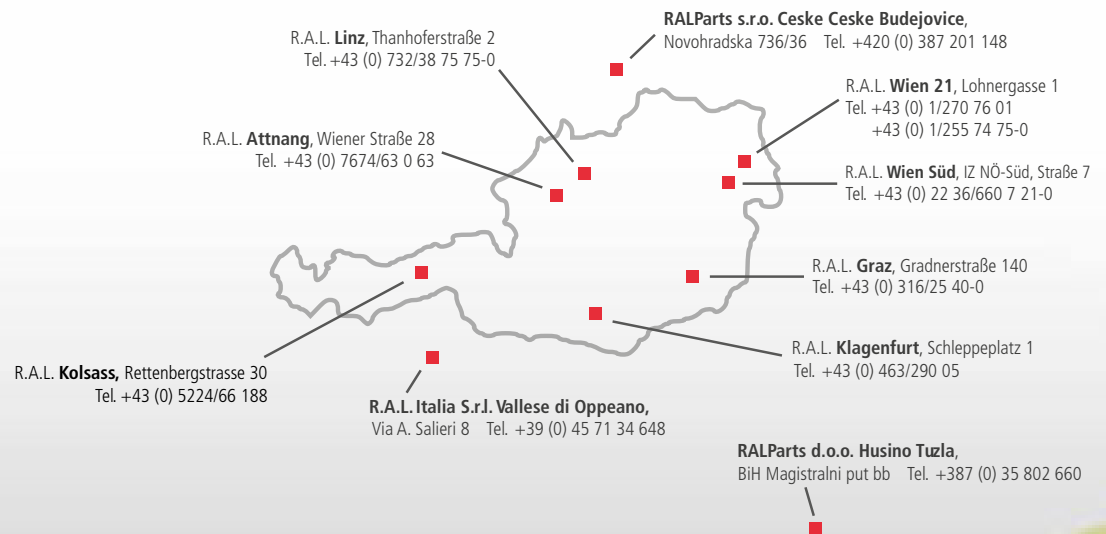 RALParts s.r.o. Ceske Ceske Budejovice,
Novohradska 736/36 Tel. +420 (0) 387 201 148
R.A.L. Linz, Thanhoferstraße 2
Tel. +43 (0) 732/38 75 75-0
R.A.L. Wien 21, Lohnergasse 1
Tel. +43 (0) 1/270 76 01
+43 (0) 1/255 74 75-0
R.A.L. Attnang, Wiener Straße 28
Tel. +43 (0) 7674/63 0 63
R.A.L. Wien Süd, IZ NÖ-Süd, Straße 7
Tel. +43 (0) 22 36/660 7 21-0
R.A.L. Graz, Gradnerstraße 140
Tel. +43 (0) 316/25 40-0
R.A.L. Klagenfurt, Schleppeplatz 1
Tel. +43 (0) 463/290 05
R.A.L. Kolsass, Rettenbergstrasse 30
Tel. +43 (0) 5224/66 188
R.A.L. Italia S.r.l. Vallese di Oppeano,
Via A. Salieri 8 Tel. +39 (0) 45 71 34 648
RALParts d.o.o. Husino Tuzla,
BiH Magistralni put bb Tel. +387 (0) 35 802 660